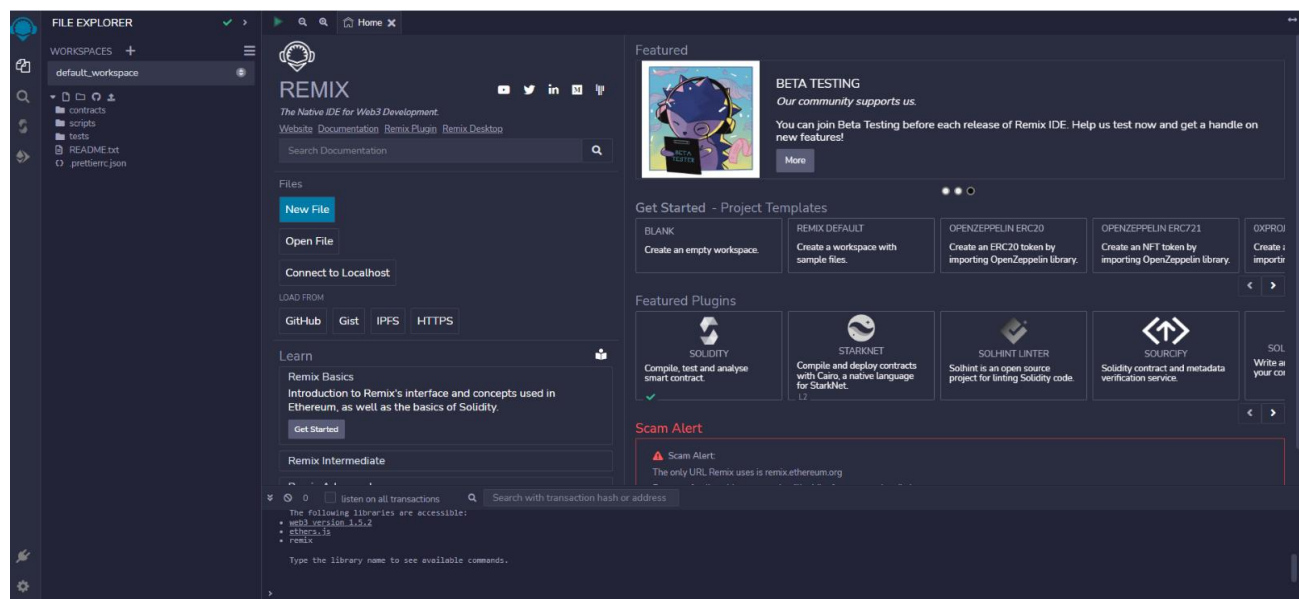 FILE EXPLORER
WORKSPACES
default_workspace
contracts
scripts
tests
README.txt
.prettierrc.json
Home
REMIX
The Native IDE for Web3 Development.
Website Documentation Remix Plugin Remix Desktop
Search Documentation
Files
New File
Open File
Connect to Localhost
LOAD FROM
GitHub Gist IPFS HTTPS
Learn
Remix Basics
Introduction to Remix's interface and concepts used in
Ethereum, as well as the basics of Solidity.
Get Started
Remix Intermediate
Featured
BETA TESTER
BETA TESTING
Our community supports us.
You can join Beta Testing before each release of Remix IDE. Help us test now and get a handle on
new features!
More
Get Started - Project Templates
BLANK
Create an empty workspace.
REMIX DEFAULT
Create a workspace with
sample files.
OPENZEPPELIN ERC20
Create an ERC20 token by
importing OpenZeppelin library.
OPENZEPPELIN ERC721
Create an NFT token by
importing OpenZeppelin library.
0XPROJ
Create
importin
Featured Plugins
SOLIDITY
Compile, test and analyse
smart contract.
STARKNET
Compile and deploy contracts
with Cairo, a native language
for StarkNet.
L2
SOLHINT LINTER
Solhint is an open source
project for linting Solidity code.
SOURCIFY
Solidity contract and metadata
verification service.
SOL
Write
your
Scam Alert
Scam Alert:
The only URL Remix uses is remix.ethereum.org
0 listen on all transactions Search with transaction hash or address
The following libraries are accessible:
web3 version 1.5.2
ethers.js
remix
Type the library name to see available commands.
>